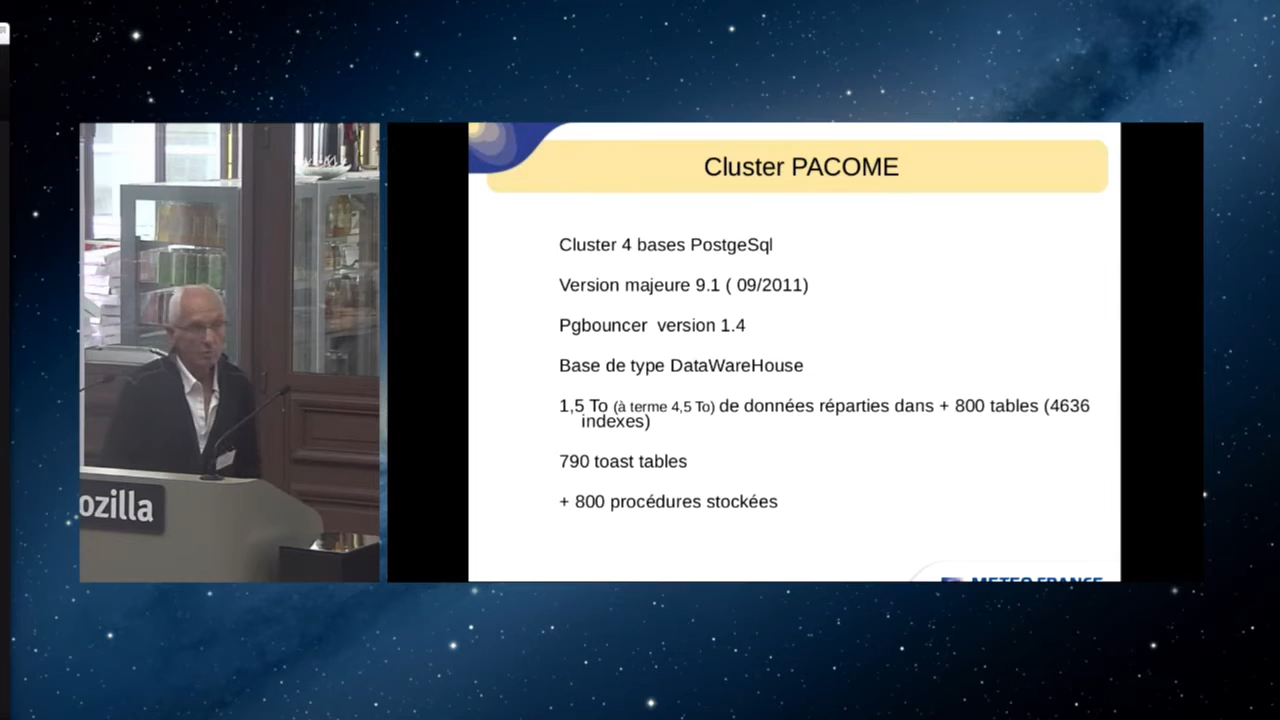 Cluster PACOME
Cluster 4 bases PostgeSql
Version majeure 9.1 ( 09/2011)
Pgbouncer  version 1.4
Base de type DataWareHouse
1,5 To (à terme 4,5 To) de données réparties dans + 800 tables (4636
indexes)
790 toast tables
+ 800 procédures stockées
METEO FRANCE
ozilla